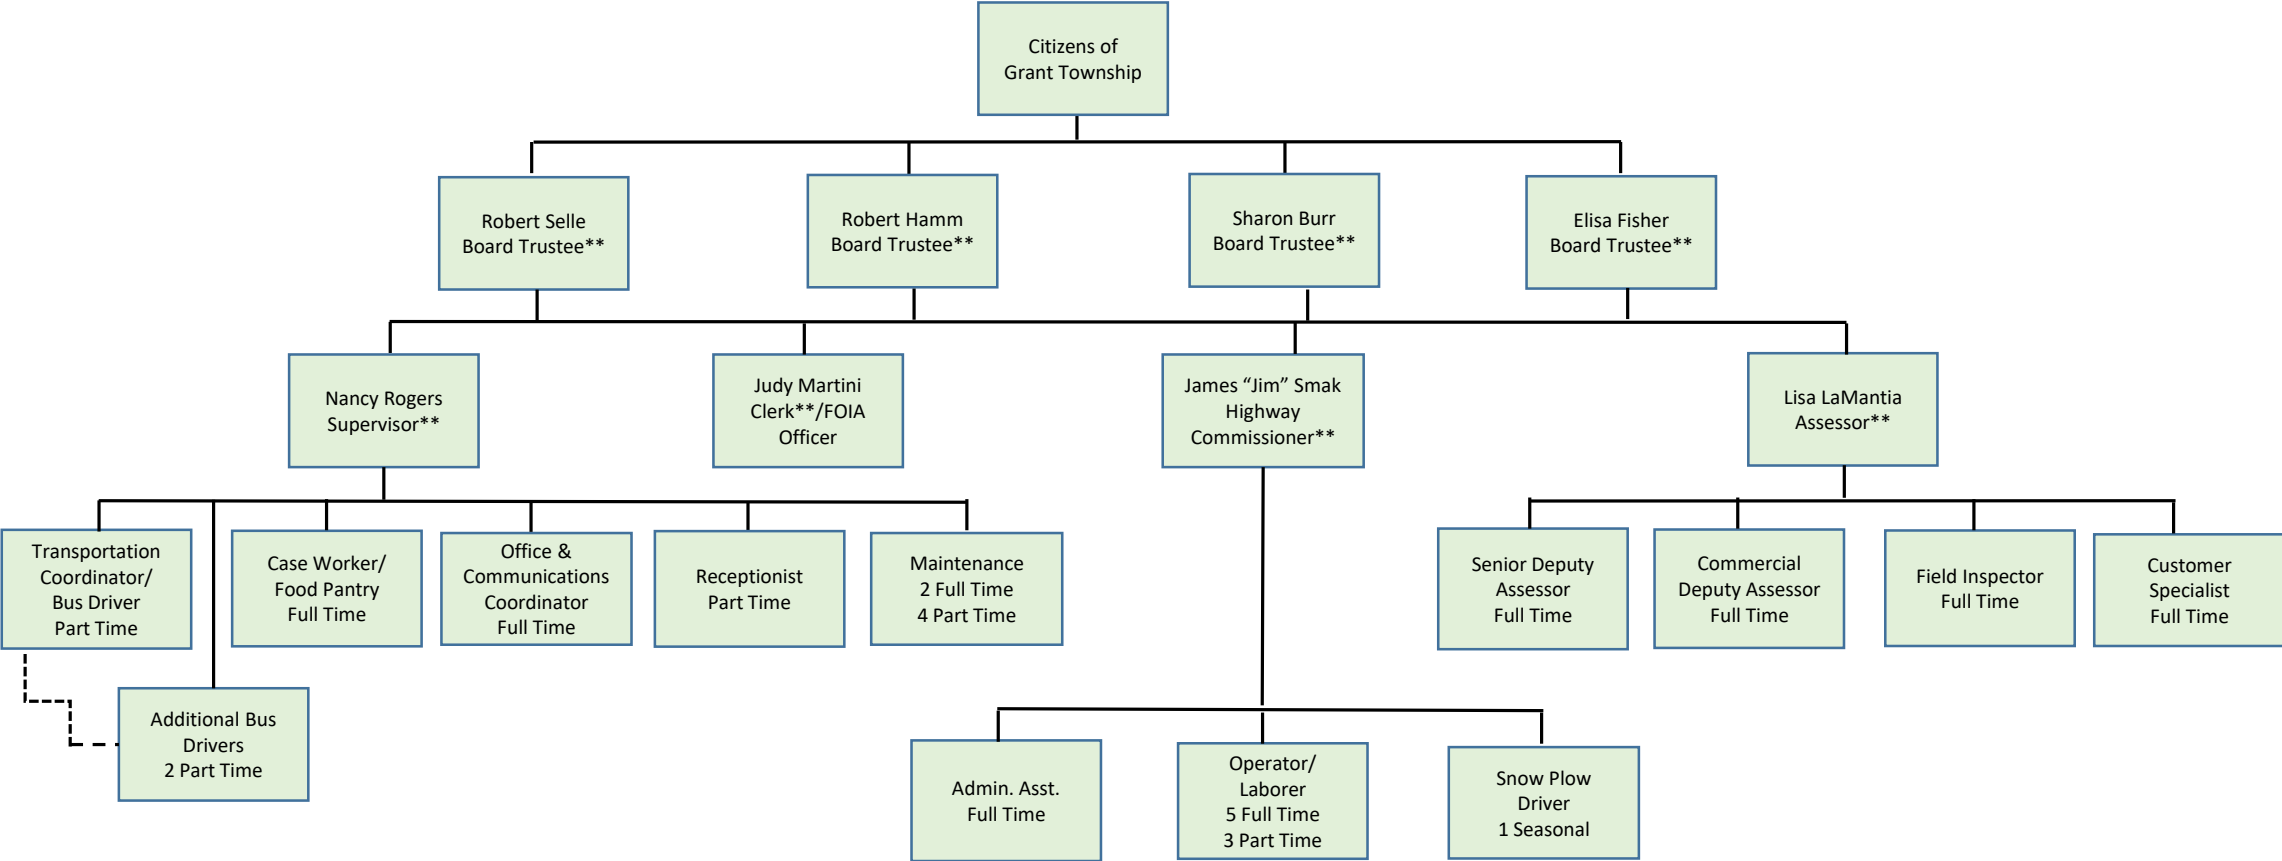 Citizens of
Grant Township
Robert Selle
Board Trustee**
Robert Hamm
Board Trustee**
Sharon Burr
Board Trustee**
Elisa Fisher
Board Trustee**
Nancy Rogers
Supervisor**
Judy Martini
Clerk**/FOIA
Officer
James “Jim” Smak
Highway
Commissioner**
Lisa LaMantia
Assessor**
Transportation
Coordinator/
Bus Driver
Part Time
Case Worker/
Food Pantry
Full Time
Office &
Communications
Coordinator
Full Time
Receptionist
Part Time
Maintenance
2 Full Time
4 Part Time
Senior Deputy
Assessor
Full Time
Commercial
Deputy Assessor
Full Time
Field Inspector
Full Time
Customer
Specialist
Full Time
Additional Bus
Drivers
2 Part Time
Admin. Asst.
Full Time
Operator/
Laborer
5 Full Time
3 Part Time
Snow Plow
Driver
1 Seasonal